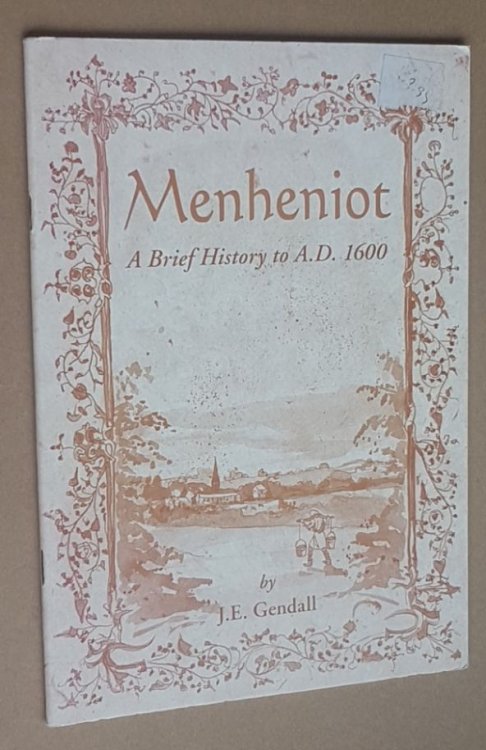 Menheniot
A Brief History to A.D. 1600
by
J.E. Gendall